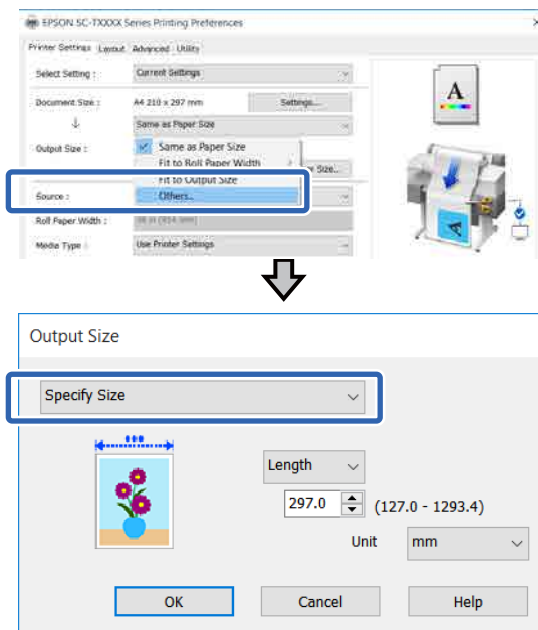 EPSON SC-TXXXX Series Printing Preferences
Printer Settings Layout Advanced Utility
Select Setting : Current Settings
Document Size : A4 210 x 297 mm Settings...
Same as Paper Size
Output Size : Same as Paper Size
Fit to Roll Paper Width
Size...
Fit to Output Size
Source : Others...
Roll Paper Width :
Media Type : Use Printer Settings
A
A
Output Size
Specify Size
Length
297.0 (127.0 - 1293.4)
Unit mm
OK Cancel Help